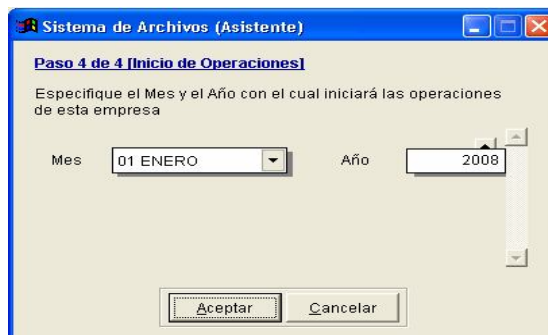 Sistema de Archivos (Asistente)
Paso 4 de 4 [Inicio de Operaciones]
Especifique el Mes y el Año con el cual iniciará las operaciones
de esta empresa
Mes 01 ENERO Año 2008
Aceptar Cancelar